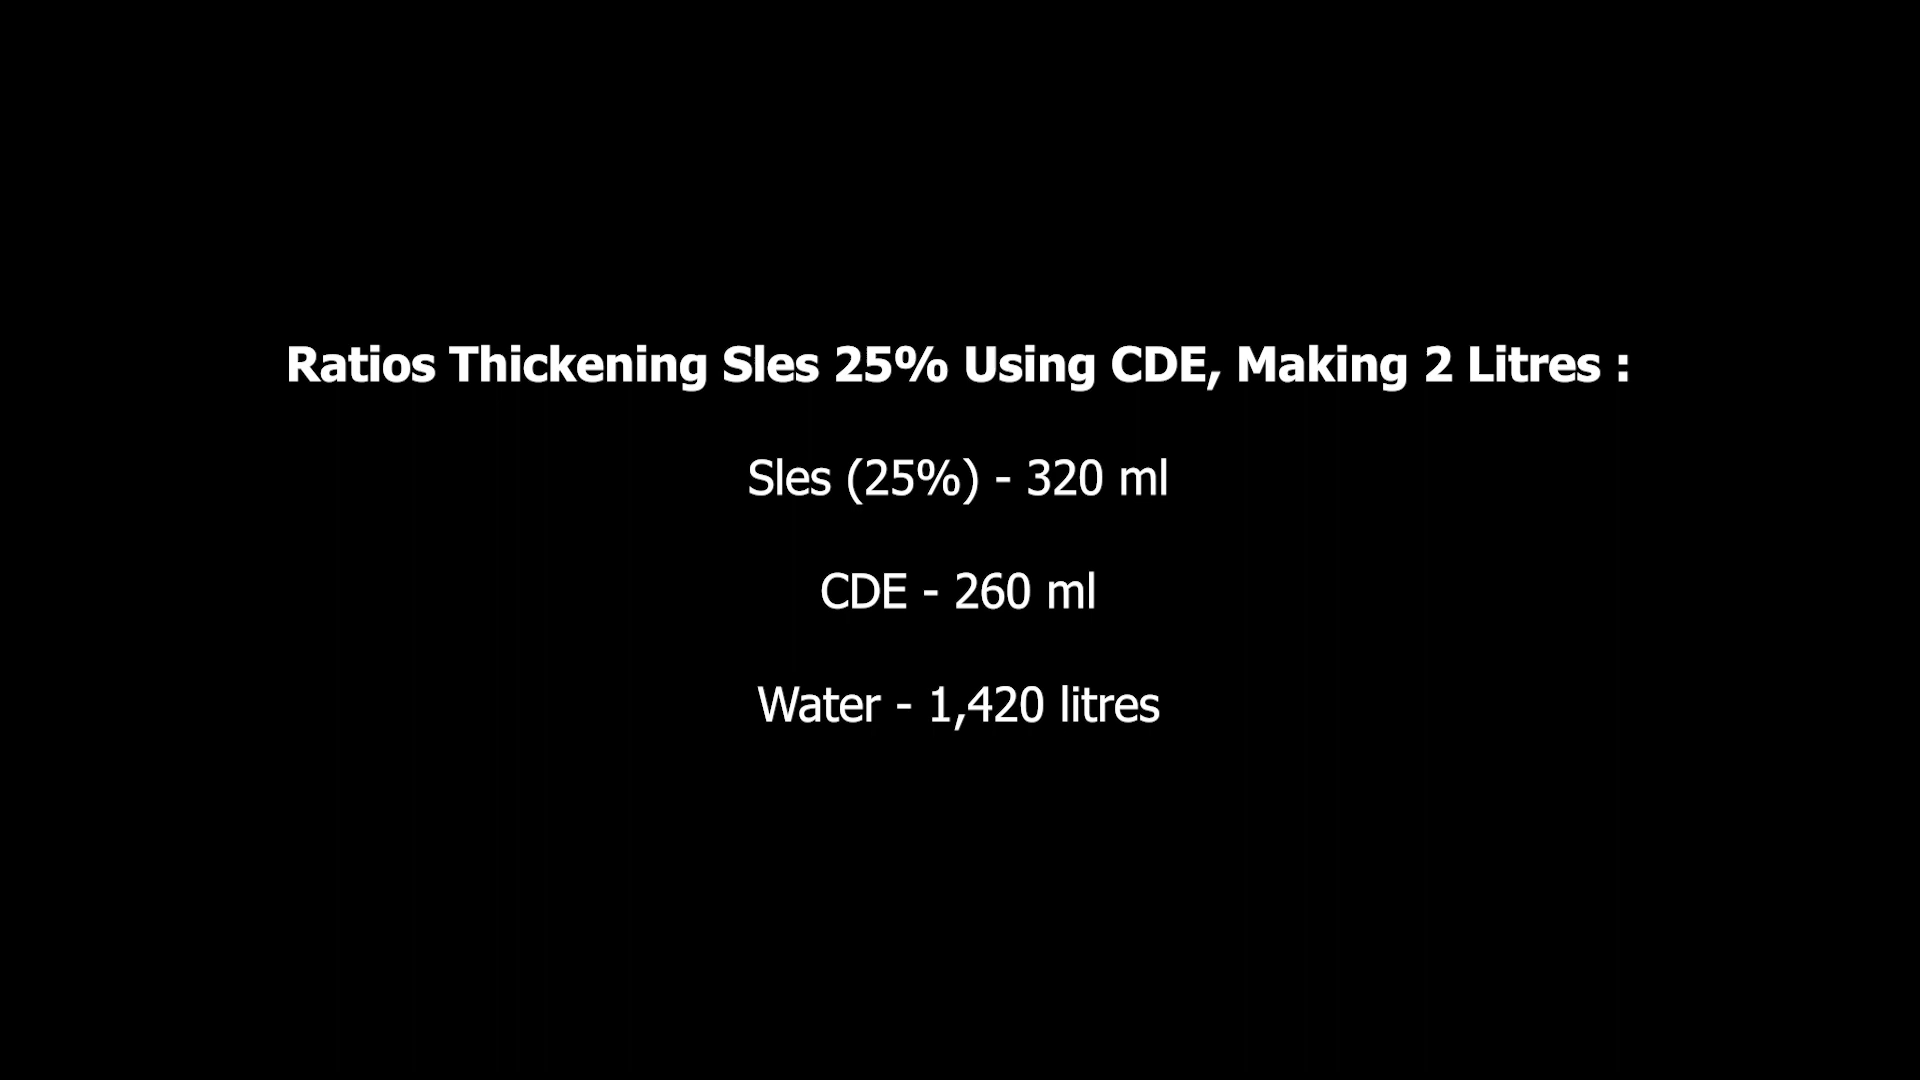 Ratios Thickening Sles 25% Using CDE, Making 2 Litres :
Sles (25%) - 320 ml
CDE - 260 ml
Water - 1,420 litres